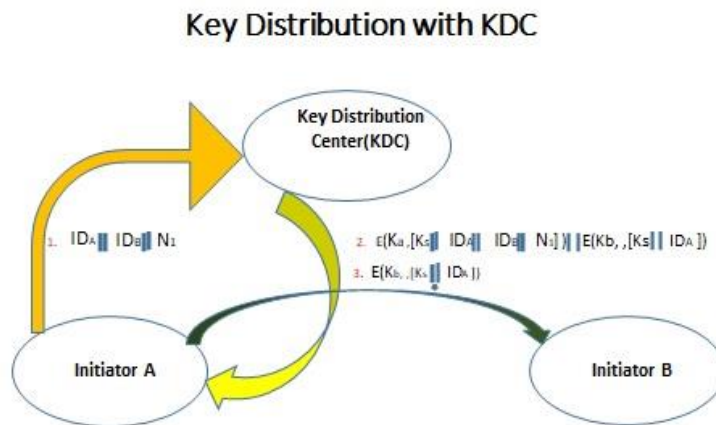 Key Distribution with KDC
Key Distribution
Center(KDC)
1. IDA || IDB || N1
2. E(Ka ,[Ks || IDA || IDB || N1] ) || E(Kb, ,[Ks || IDA ])
3. E(Kb, ,[Ks || IDA ])
Initiator A
Initiator B